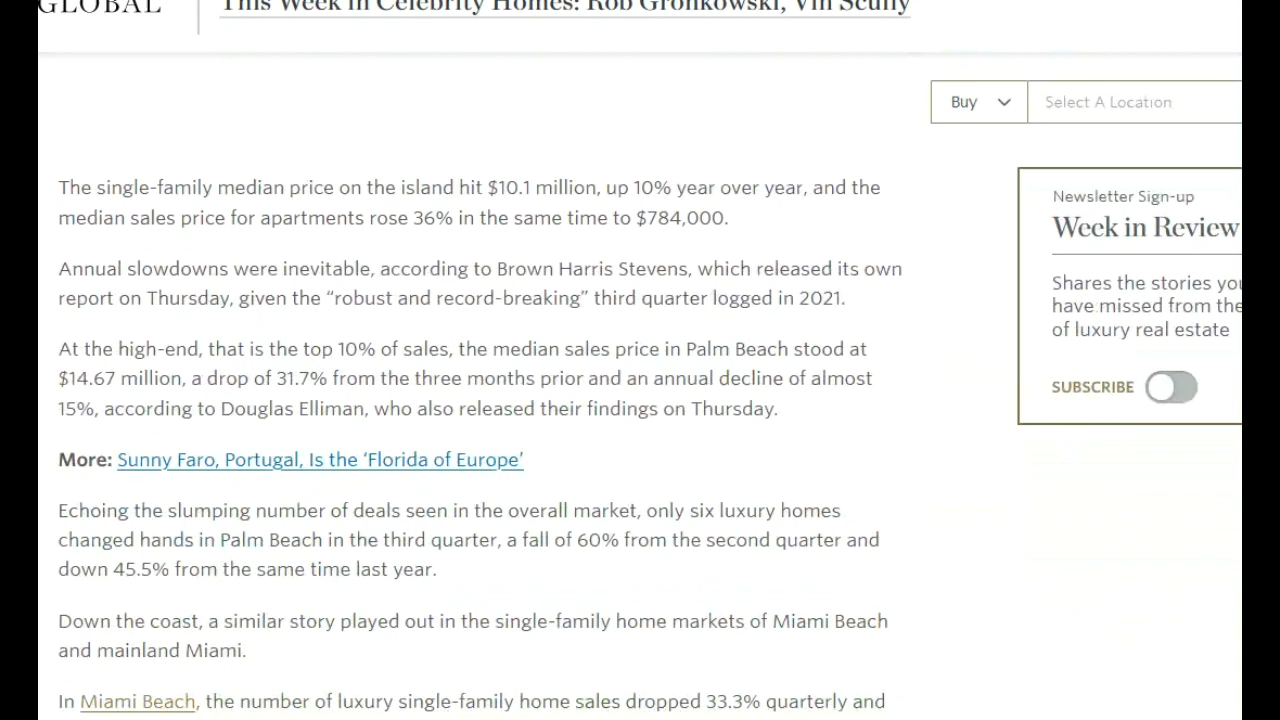 GLOBAL
This Week in Celebrity Homes: Rob Gronkowski, Vin Scully
Buy
Select A Location
The single-family median price on the island hit $10.1 million, up 10% year over year, and the
median sales price for apartments rose 36% in the same time to $784,000.
Annual slowdowns were inevitable, according to Brown Harris Stevens, which released its own
report on Thursday, given the “robust and record-breaking” third quarter logged in 2021.
At the high-end, that is the top 10% of sales, the median sales price in Palm Beach stood at
$14.67 million, a drop of 31.7% from the three months prior and an annual decline of almost
15%, according to Douglas Elliman, who also released their findings on Thursday.
More: Sunny Faro, Portugal, Is the ‘Florida of Europe’
Echoing the slumping number of deals seen in the overall market, only six luxury homes
changed hands in Palm Beach in the third quarter, a fall of 60% from the second quarter and
down 45.5% from the same time last year.
Down the coast, a similar story played out in the single-family home markets of Miami Beach
and mainland Miami.
In Miami Beach, the number of luxury single-family home sales dropped 33.3% quarterly and
Newsletter Sign-up
Week in Review
Shares the stories you
have missed from the
of luxury real estate
SUBSCRIBE